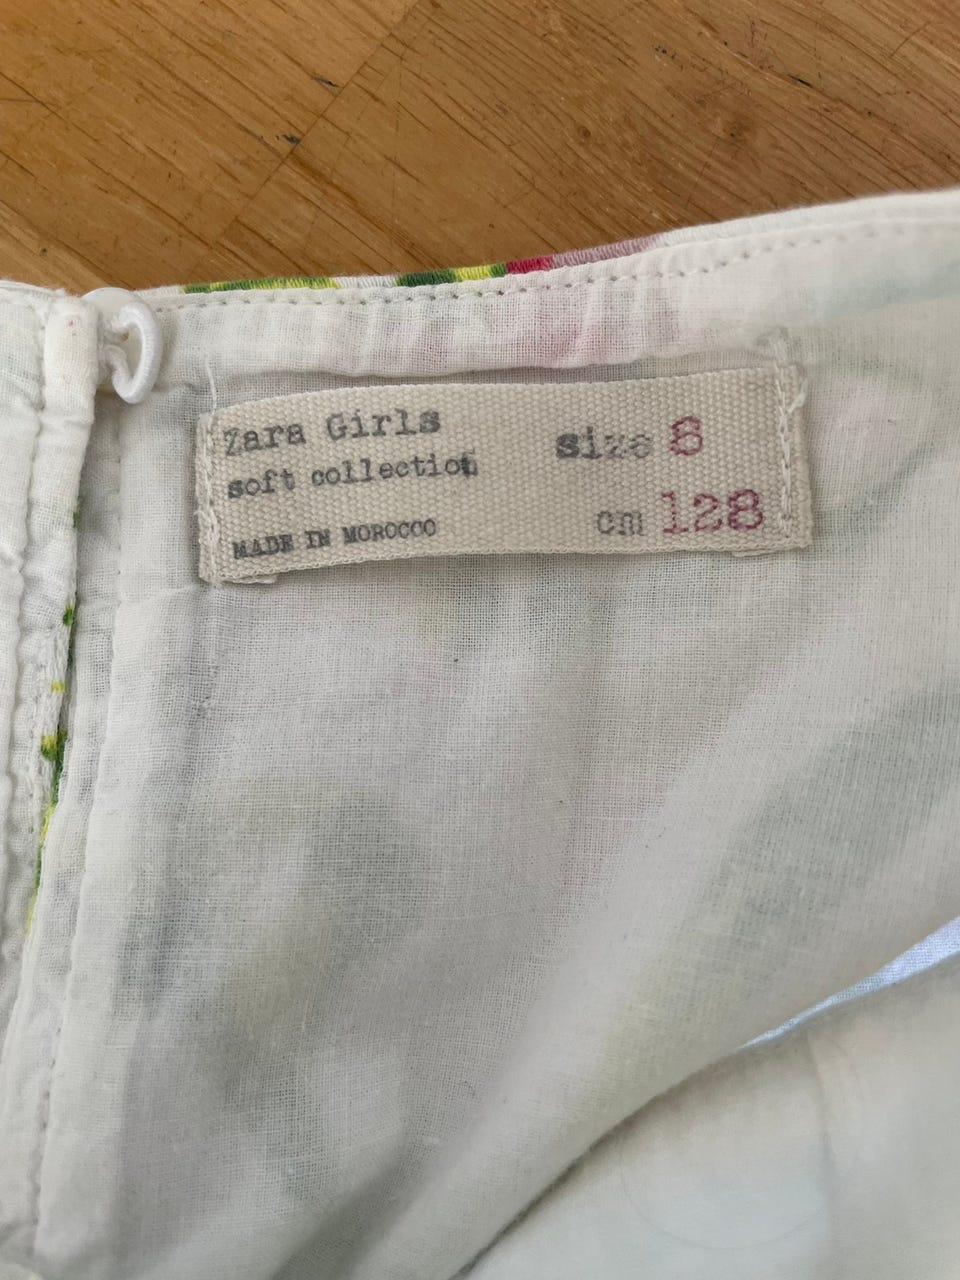 Zara Girls
soft collection
MADE IN MOROCCO
size 8
cm 128